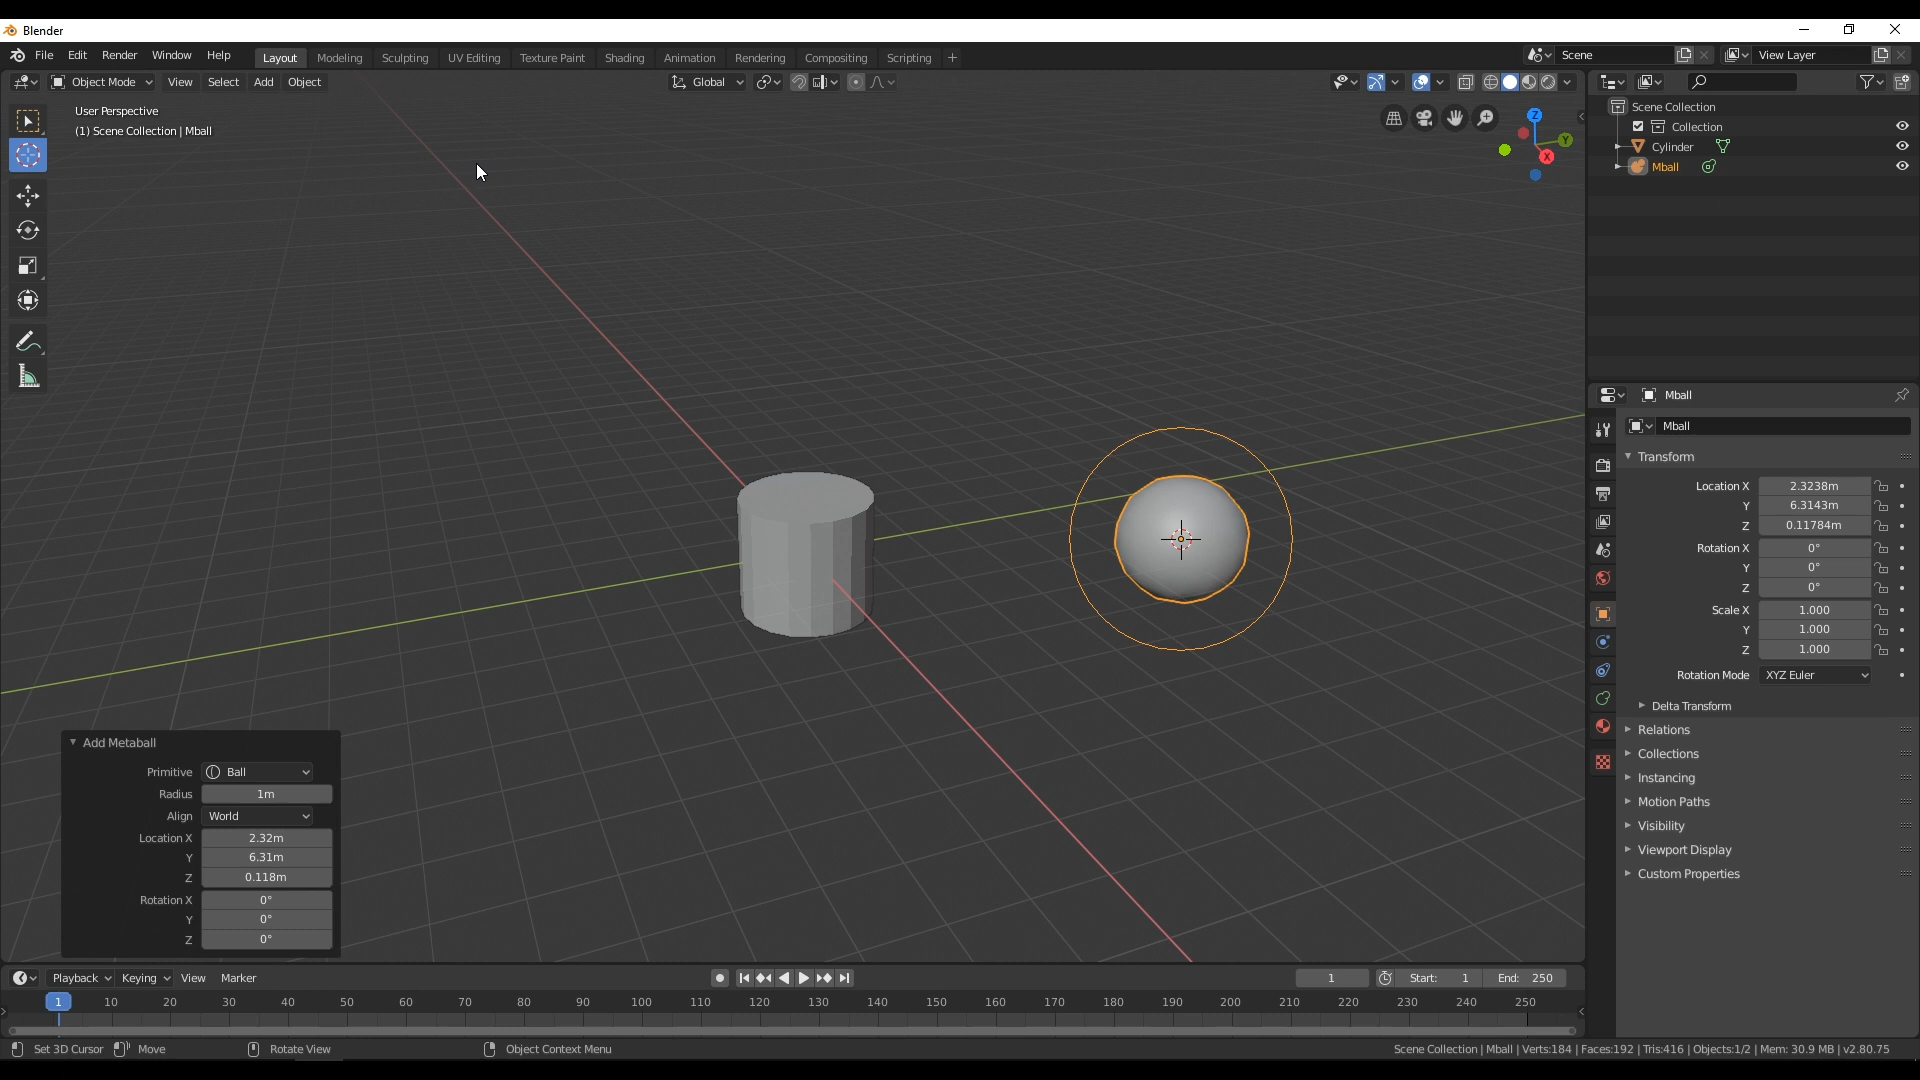 Blender
File Edit Render Window Help Layout Modeling Sculpting UV Editing Texture Paint Shading Animation Rendering Compositing Scripting + Scene View Layer
Object Mode View Select Add Object Global
User Perspective
(1) Scene Collection | Mball
Z
Y
X
Scene Collection
Collection
Cylinder
Mball
Mball
Mball
Transform
Location X 2.3238m
Y 6.3143m
Z 0.11784m
Rotation X 0°
Y 0°
Z 0°
Scale X 1.000
Y 1.000
Z 1.000
Rotation Mode XYZ Euler
Delta Transform
Relations
Collections
Instancing
Motion Paths
Visibility
Viewport Display
Custom Properties
Add Metaball
Primitive Ball
Radius 1m
Align World
Location X 2.32m
Y 6.31m
Z 0.118m
Rotation X 0°
Y 0°
Z 0°
Playback Keying View Marker 1 Start: 1 End: 250
1 10 20 30 40 50 60 70 80 90 100 110 120 130 140 150 160 170 180 190 200 210 220 230 240 250
Set 3D Cursor Move Rotate View Object Context Menu Scene Collection | Mball | Verts:184 | Faces:192 | Tris:416 | Objects:1/2 | Mem: 30.9 MB | v2.80.75